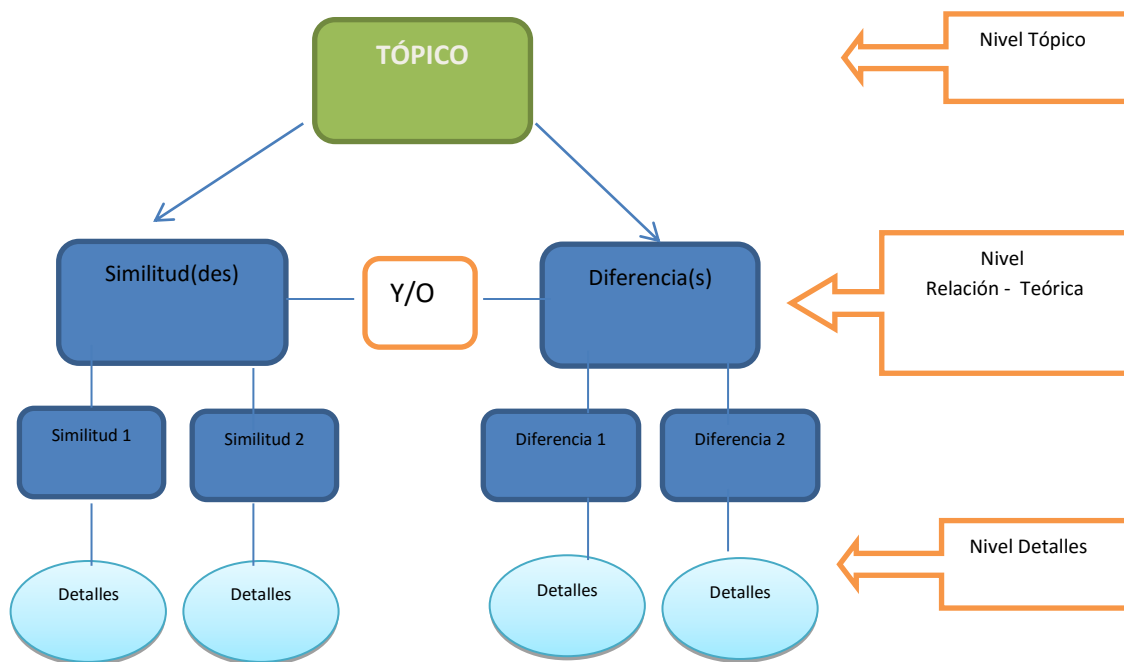 TÓPICO
Nivel Tópico
Similitud(des)
Y/O
Diferencia(s)
Nivel
Relación - Teórica
Similitud 1
Similitud 2
Diferencia 1
Diferencia 2
Nivel Detalles
Detalles
Detalles
Detalles
Detalles